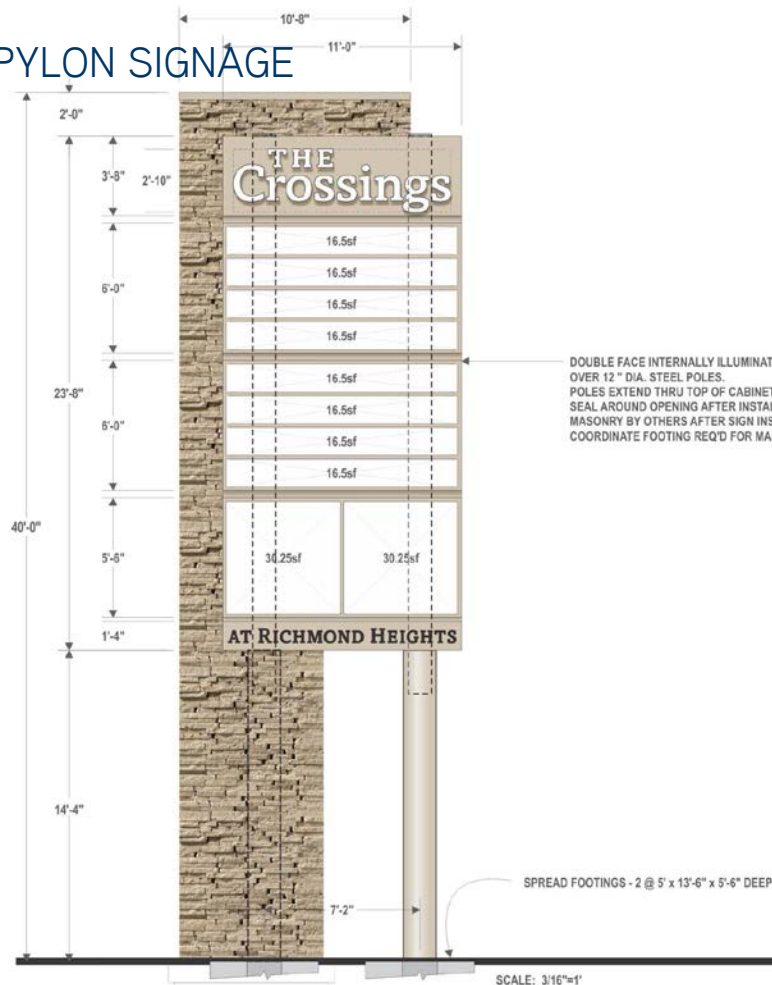 10'-8"
11'-0"
PYLON SIGNAGE
2'-0"
3'-8"
2'-10"
THE
Crossings
16.5sf
16.5sf
16.5sf
16.5sf
6'-0"
23'-8"
16.5sf
16.5sf
16.5sf
16.5sf
6'-0"
DOUBLE FACE INTERNALLY ILLUMINAT
OVER 12 " DIA. STEEL POLES.
POLES EXTEND THRU TOP OF CABINET
SEAL AROUND OPENING AFTER INSTAL
MASONRY BY OTHERS AFTER SIGN INS
COORDINATE FOOTING REQ'D FOR MA
40'-0"
5'-6"
30.25sf 30.25sf
1'-4"
AT RICHMOND HEIGHTS
14'-4"
SPREAD FOOTINGS - 2 @ 5' x 13'-6" x 5'-6" DEEP
7'-2"
SCALE: 3/16"=1'